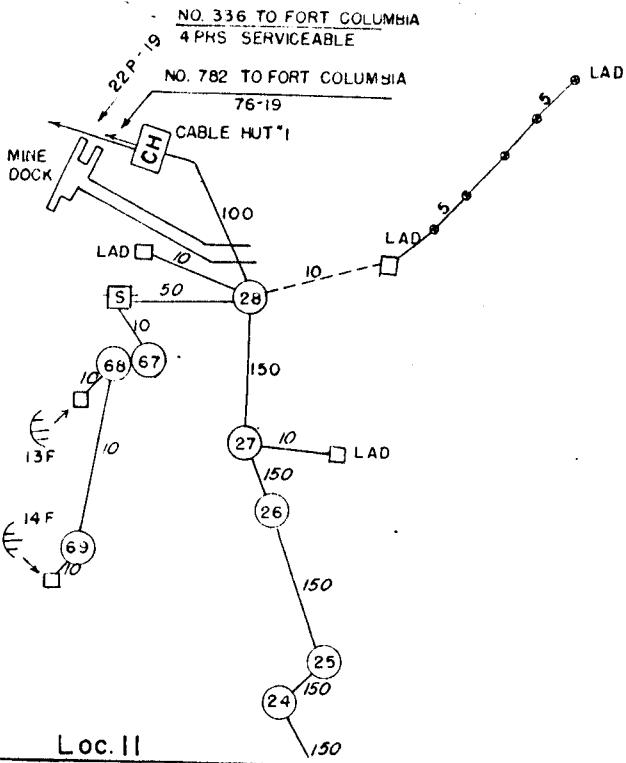 NO. 336 TO FORT COLUMBIA
4 PRS SERVICEABLE
22P-19
NO. 782 TO FORT COLUMBIA
76-19
CH
CABLE HUT #1
MINE
DOCK
LAD
5
5
100
LAD
10
LAD
10
28
S
50
10
68
67
150
10
13F
10
27
10
LAD
150
26
14F
69
10
150
25
150
24
150
Loc. 11